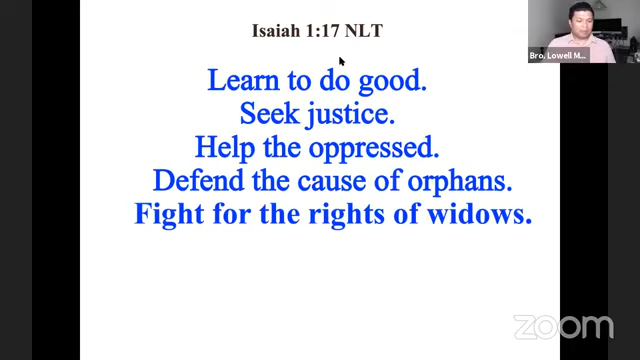 Isaiah 1:17 NLT
Learn to do good.
Seek justice.
Help the oppressed.
Defend the cause of orphans.
Fight for the rights of widows.
Bro. Lowell M...
zoom